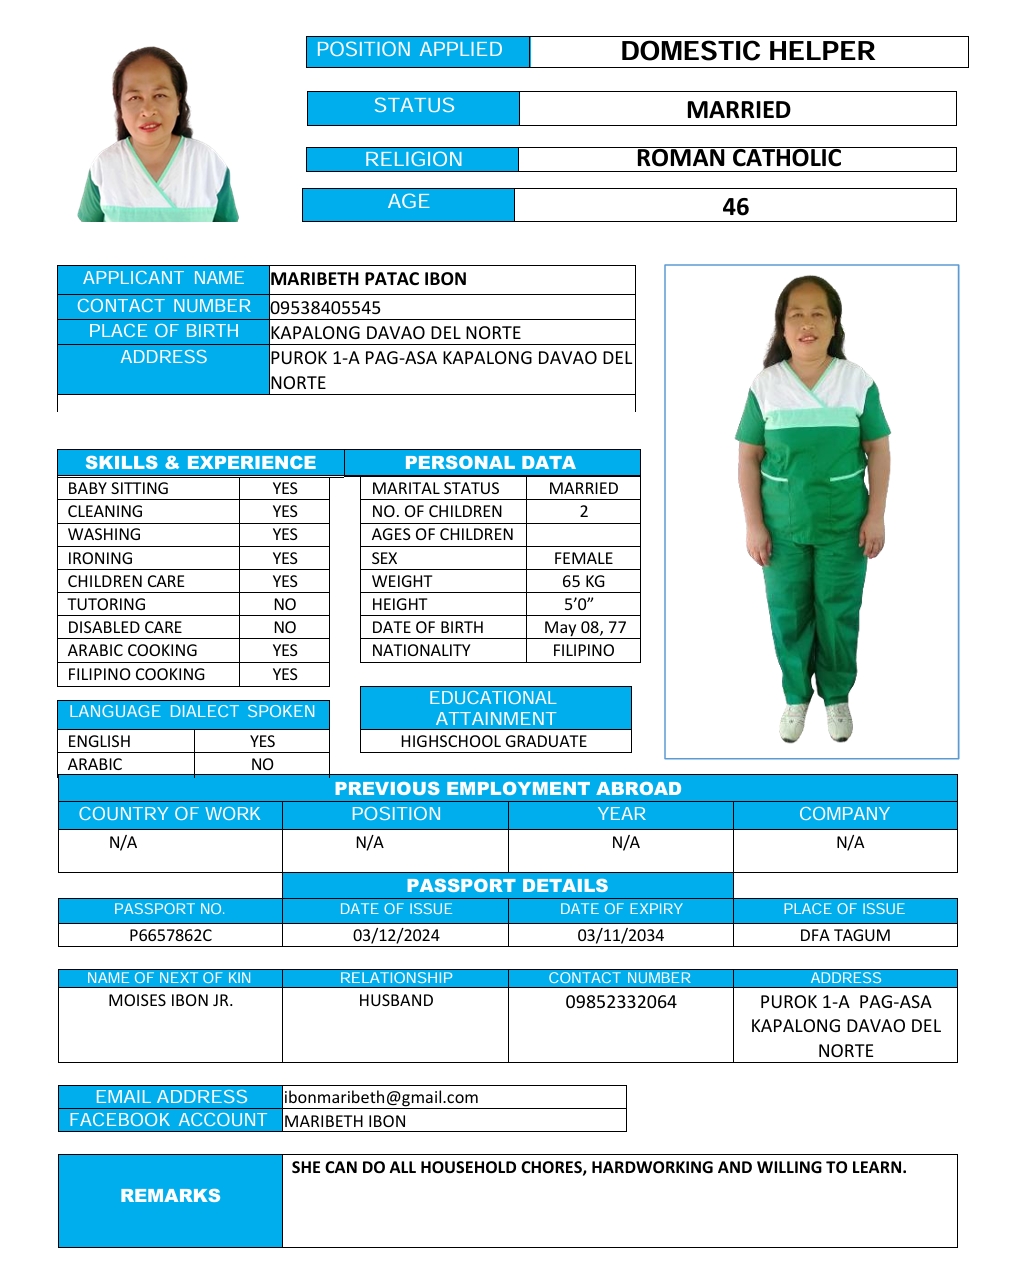 POSITION APPLIED DOMESTIC HELPER
STATUS MARRIED
RELIGION ROMAN CATHOLIC
AGE 46
APPLICANT NAME MARIBETH PATAC IBON
CONTACT NUMBER 09538405545
PLACE OF BIRTH KAPALONG DAVAO DEL NORTE
ADDRESS PUROK 1-A PAG-ASA KAPALONG DAVAO DEL
NORTE
SKILLS & EXPERIENCE
BABY SITTING YES
CLEANING YES
WASHING YES
IRONING YES
CHILDREN CARE YES
TUTORING NO
DISABLED CARE NO
ARABIC COOKING YES
FILIPINO COOKING YES
LANGUAGE DIALECT SPOKEN
ENGLISH YES
ARABIC NO
PERSONAL DATA
MARITAL STATUS MARRIED
NO. OF CHILDREN 2
AGES OF CHILDREN
SEX FEMALE
WEIGHT 65 KG
HEIGHT 5’0”
DATE OF BIRTH May 08, 77
NATIONALITY FILIPINO
EDUCATIONAL
ATTAINMENT
HIGHSCHOOL GRADUATE
PREVIOUS EMPLOYMENT ABROAD
COUNTRY OF WORK POSITION YEAR COMPANY
N/A N/A N/A N/A
PASSPORT DETAILS
PASSPORT NO. DATE OF ISSUE DATE OF EXPIRY PLACE OF ISSUE
P6657862C 03/12/2024 03/11/2034 DFA TAGUM
NAME OF NEXT OF KIN RELATIONSHIP CONTACT NUMBER ADDRESS
MOISES IBON JR. HUSBAND 09852332064 PUROK 1-A PAG-ASA
KAPALONG DAVAO DEL
NORTE
EMAIL ADDRESS ibonmaribeth@gmail.com
FACEBOOK ACCOUNT MARIBETH IBON
REMARKS SHE CAN DO ALL HOUSEHOLD CHORES, HARDWORKING AND WILLING TO LEARN.